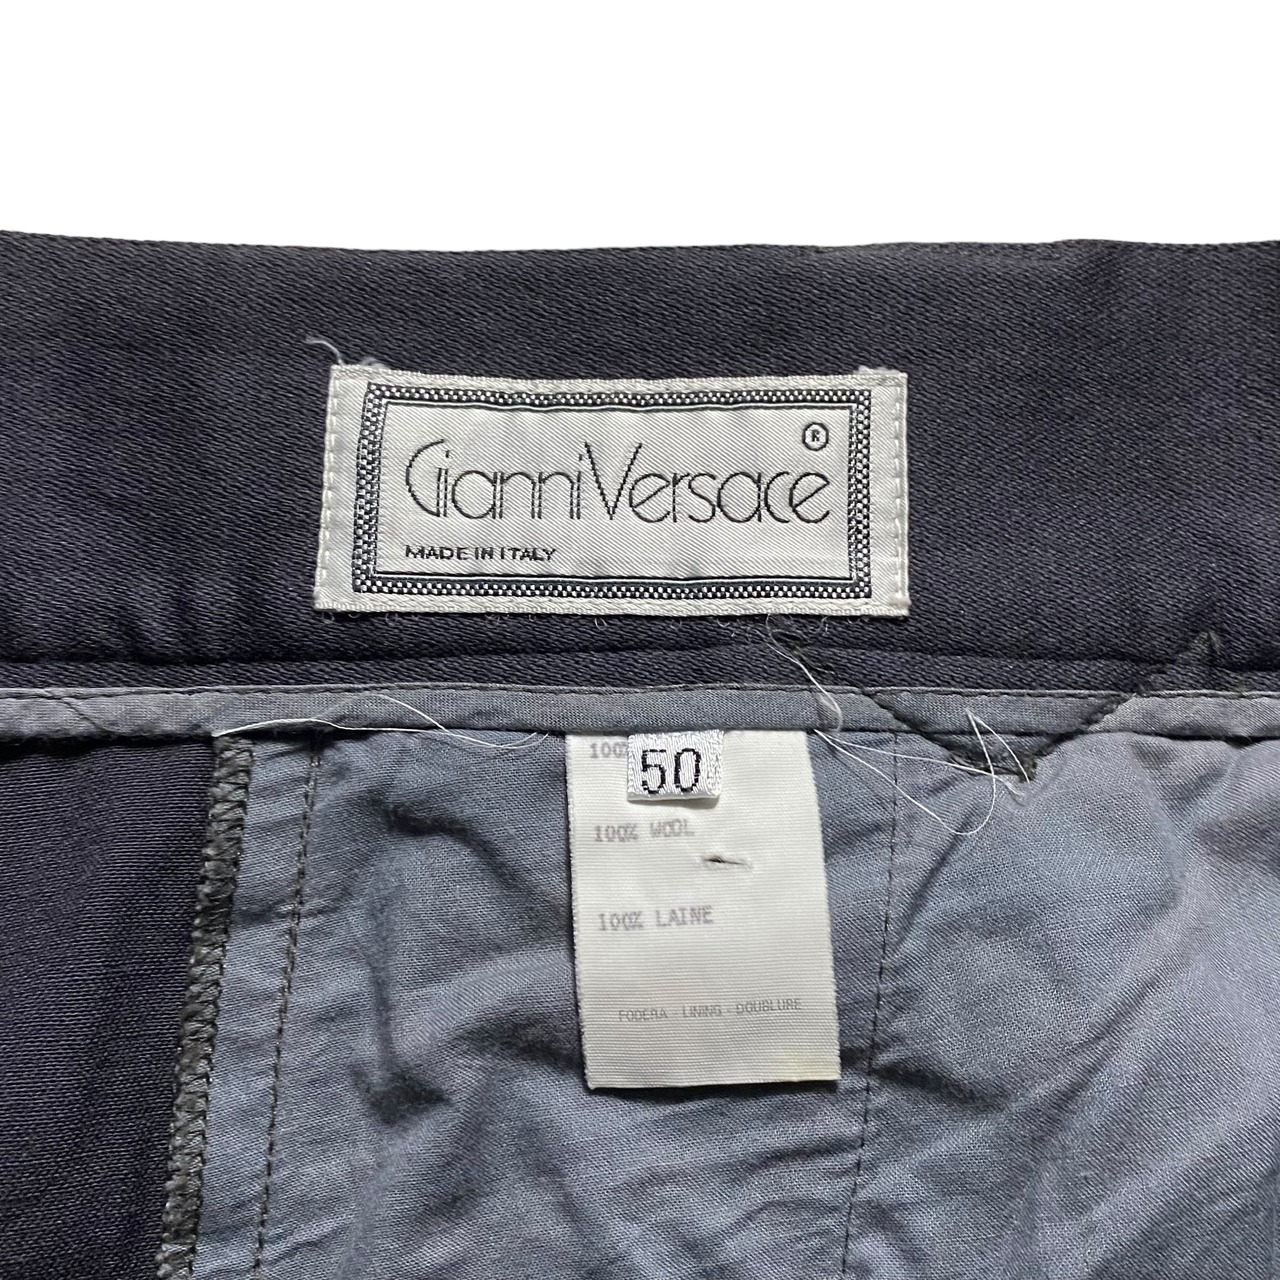 GianniVersace ®
MADE IN ITALY
100%
50
100% WOOL
100% LAINE
FODERA - LINING - DOUBLURE